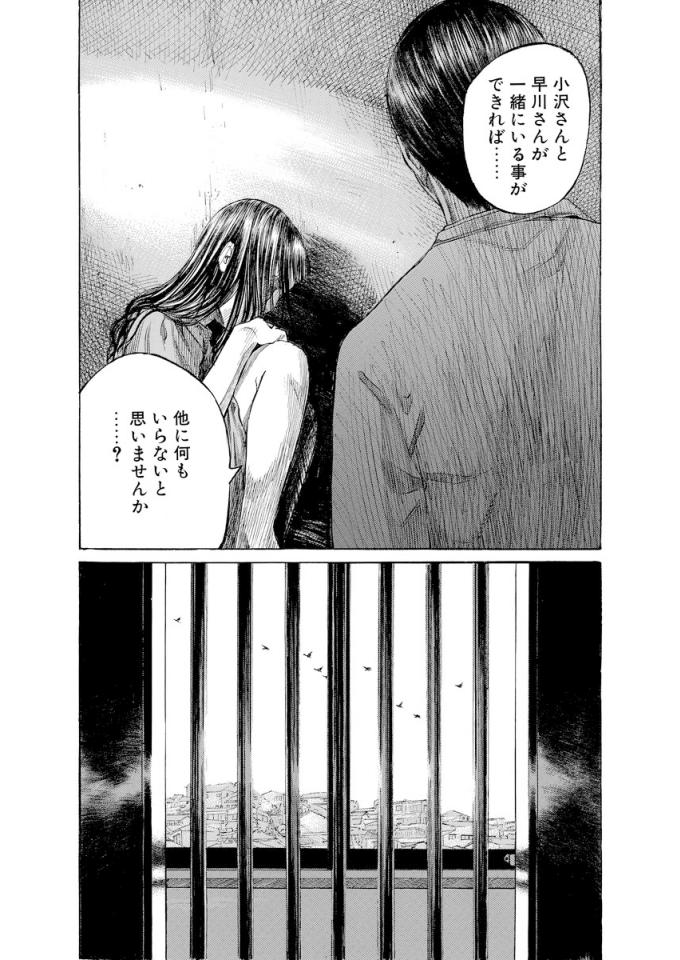 小沢さんと
早川さんが
一緒にいる事が
できれば……
他に何も
いらないと
思いませんか
……？